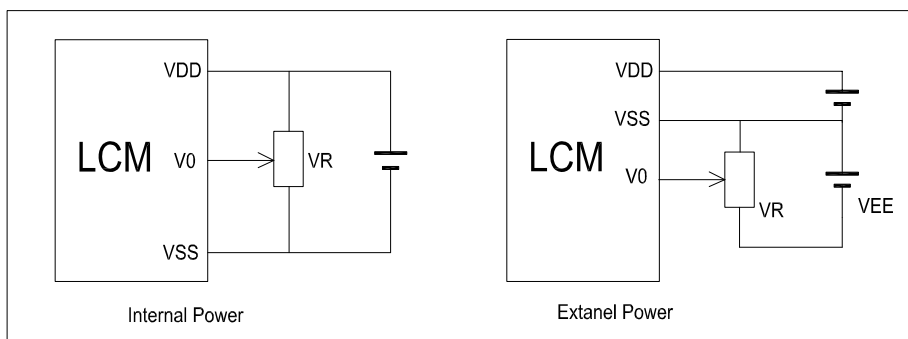 VDD
LCM
V0
VR
VSS
Internal Power
VDD
VSS
LCM
V0
VR
VEE
Extanel Power